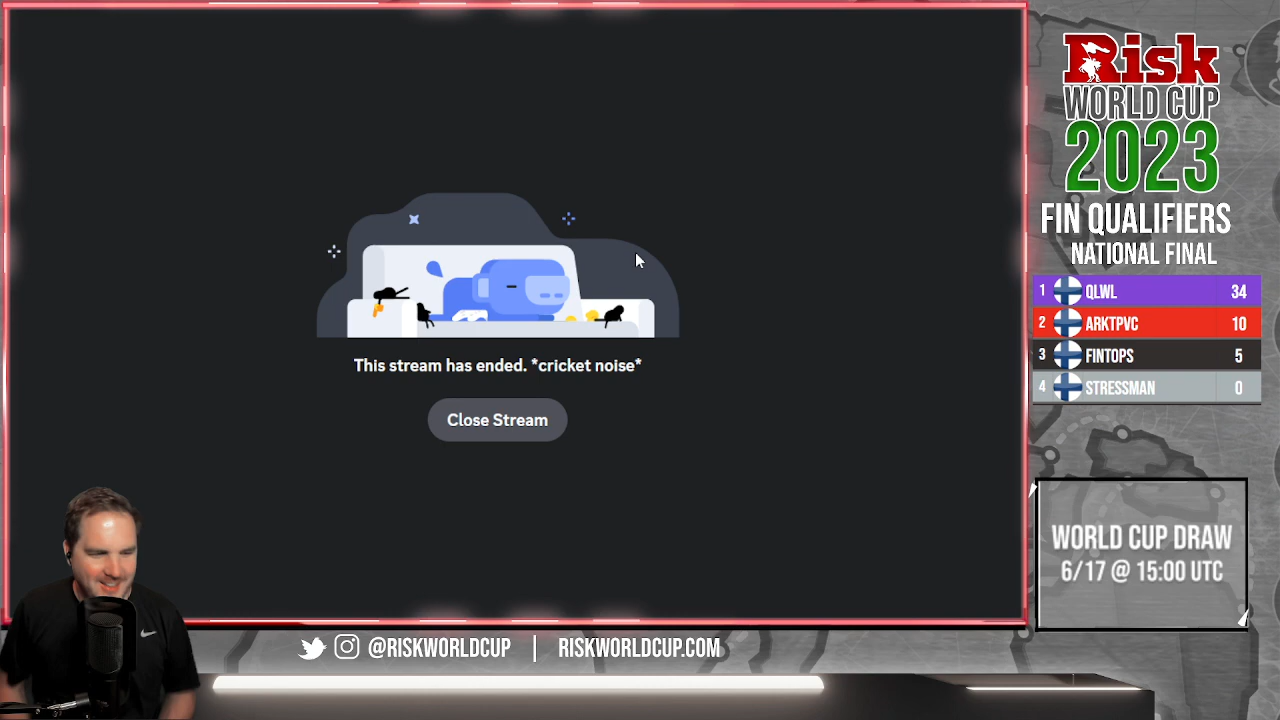 This stream has ended. *cricket noise*
Close Stream
Risk
WORLD CUP
2023
FIN QUALIFIERS
NATIONAL FINAL
1 QLWL 34
2 ARKTPVC 10
3 FINTOPS 5
4 STRESSMAN 0
WORLD CUP DRAW
6/17 @ 15:00 UTC
@RISKWORLDCUP | RISKWORLDCUP.COM